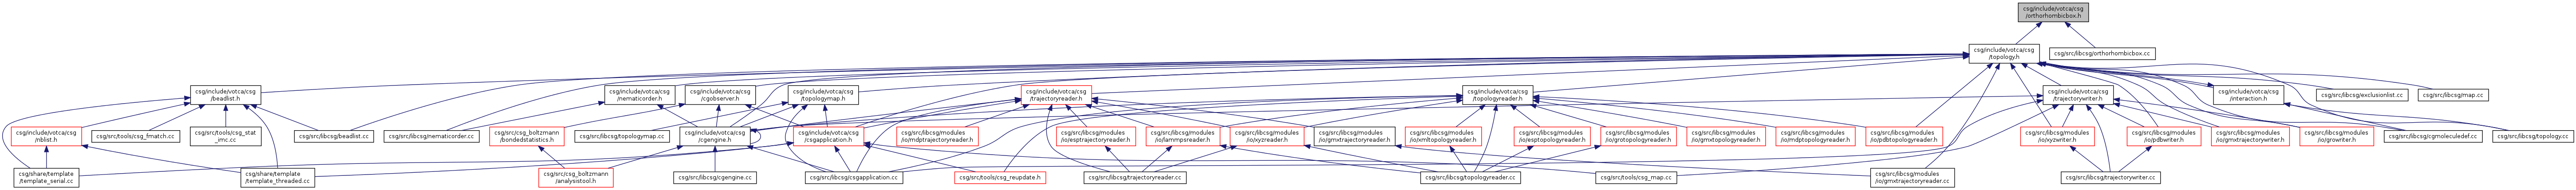 csg/include/votca/csg
/orthorhombicbox.h
csg/include/votca/csg
/topology.h
csg/src/libcsg/orthorhombicbox.cc
csg/include/votca/csg
/beadlist.h
csg/include/votca/csg
/nematicorder.h
csg/include/votca/csg
/cgobserver.h
csg/include/votca/csg
/topologymap.h
csg/include/votca/csg
/trajectoryreader.h
csg/include/votca/csg
/topologyreader.h
csg/include/votca/csg
/trajectorywriter.h
csg/include/votca/csg
/interaction.h
csg/src/libcsg/exclusionlist.cc
csg/src/libcsg/map.cc
csg/include/votca/csg
/nblist.h
csg/src/tools/csg_fmatch.cc
csg/src/tools/csg_stat
_imc.cc
csg/src/libcsg/beadlist.cc
csg/src/libcsg/nematicorder.cc
csg/src/csg_boltzmann
/bondedstatistics.h
csg/src/libcsg/topologymap.cc
csg/include/votca/csg
/cgengine.h
csg/include/votca/csg
/csgapplication.h
csg/src/libcsg/modules
/io/mdptrajectoryreader.h
csg/src/libcsg/modules
/io/esptrajectoryreader.h
csg/src/libcsg/modules
/io/lammpsreader.h
csg/src/libcsg/modules
/io/xyzreader.h
csg/src/libcsg/modules
/io/gmxtrajectoryreader.h
csg/src/libcsg/modules
/io/xmltopologyreader.h
csg/src/libcsg/modules
/io/esptopologyreader.h
csg/src/libcsg/modules
/io/grotopologyreader.h
csg/src/libcsg/modules
/io/gmxtopologyreader.h
csg/src/libcsg/modules
/io/mdptopologyreader.h
csg/src/libcsg/modules
/io/pdbtopologyreader.h
csg/src/libcsg/modules
/io/xyzwriter.h
csg/src/libcsg/modules
/io/pdbwriter.h
csg/src/libcsg/modules
/io/gmxtrajectorywriter.h
csg/src/libcsg/modules
/io/growriter.h
csg/src/libcsg/cgmoleculedef.cc
csg/src/libcsg/topology.cc
csg/share/template
/template_serial.cc
csg/share/template
/template_threaded.cc
csg/src/csg_boltzmann
/analysistool.h
csg/src/libcsg/cgengine.cc
csg/src/libcsg/csgapplication.cc
csg/src/tools/csg_reupdate.h
csg/src/libcsg/trajectoryreader.cc
csg/src/libcsg/topologyreader.cc
csg/src/tools/csg_map.cc
csg/src/libcsg/modules
/io/gmxtrajectoryreader.cc
csg/src/libcsg/trajectorywriter.cc